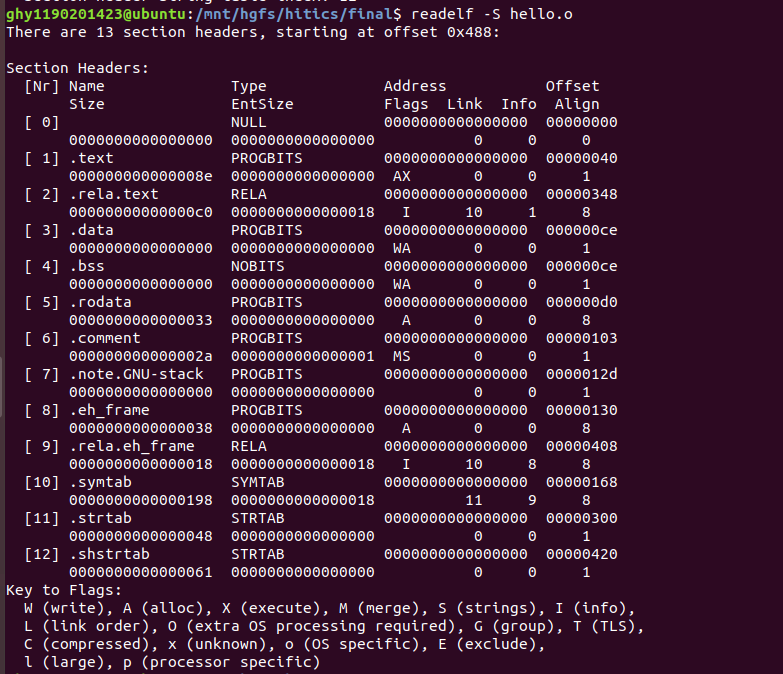 ghy1190201423@ubuntu:/mnt/hgfs/hitics/final$ readelf -S hello.o
There are 13 section headers, starting at offset 0x488:

Section Headers:
  [Nr] Name              Type             Address           Offset
       Size              EntSize          Flags  Link  Info  Align
  [ 0]                   NULL             0000000000000000  00000000
       0000000000000000  0000000000000000           0     0     0
  [ 1] .text             PROGBITS         0000000000000000  00000040
       000000000000008e  0000000000000000  AX       0     0     1
  [ 2] .rela.text        RELA             0000000000000000  00000348
       00000000000000c0  0000000000000018   I      10     1     8
  [ 3] .data             PROGBITS         0000000000000000  000000ce
       0000000000000000  0000000000000000  WA       0     0     1
  [ 4] .bss              NOBITS           0000000000000000  000000ce
       0000000000000000  0000000000000000  WA       0     0     1
  [ 5] .rodata           PROGBITS         0000000000000000  000000d0
       0000000000000033  0000000000000000   A       0     0     8
  [ 6] .comment          PROGBITS         0000000000000000  00000103
       000000000000002a  0000000000000001  MS       0     0     1
  [ 7] .note.GNU-stack   PROGBITS         0000000000000000  0000012d
       0000000000000000  0000000000000000           0     0     1
  [ 8] .eh_frame         PROGBITS         0000000000000000  00000130
       0000000000000038  0000000000000000   A       0     0     8
  [ 9] .rela.eh_frame    RELA             0000000000000000  00000408
       0000000000000018  0000000000000018   I      10     8     8
  [10] .symtab           SYMTAB           0000000000000000  00000168
       0000000000000198  0000000000000018          11     9     8
  [11] .strtab           STRTAB           0000000000000000  00000300
       0000000000000048  0000000000000000           0     0     1
  [12] .shstrtab         STRTAB           0000000000000000  00000420
       0000000000000061  0000000000000000           0     0     1
Key to Flags:
  W (write), A (alloc), X (execute), M (merge), S (strings), I (info),
  L (link order), O (extra OS processing required), G (group), T (TLS),
  C (compressed), x (unknown), o (OS specific), E (exclude),
  l (large), p (processor specific)